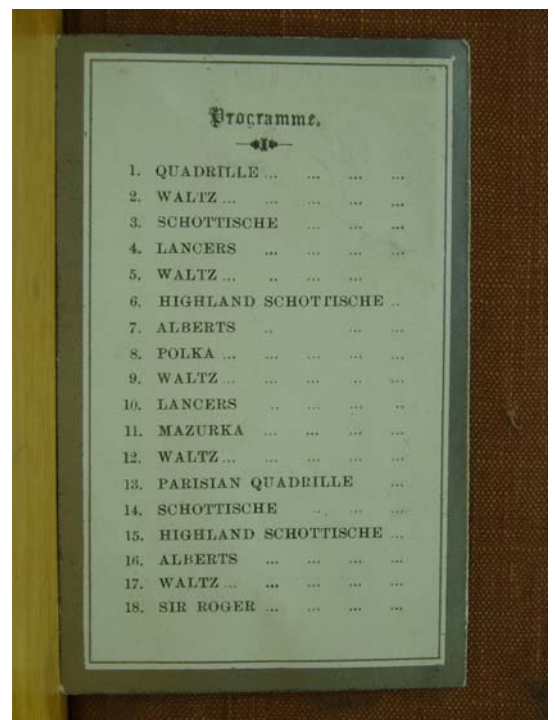 Programme.
1. QUADRILLE ... ... ... ...
2. WALTZ ... ... ... ... ...
3. SCHOTTISCHE ... ... ...
4. LANCERS ... ... ... ...
5. WALTZ ... .. ... ...
6. HIGHLAND SCHOTTISCHE ..
7. ALBERTS .. ... ...
8. POLKA ... ... ... ... ...
9. WALTZ ... ... ... .. ...
10. LANCERS .. ... ... ..
11. MAZURKA ... ... ... ...
12. WALTZ ... ... ... ... ...
13. PARISIAN QUADRILLE ...
14. SCHOTTISCHE .. ... ...
15. HIGHLAND SCHOTTISCHE ...
16. ALBERTS ... ... ... ...
17. WALTZ ... ... ... ... ...
18. SIR ROGER ... ... ... ...